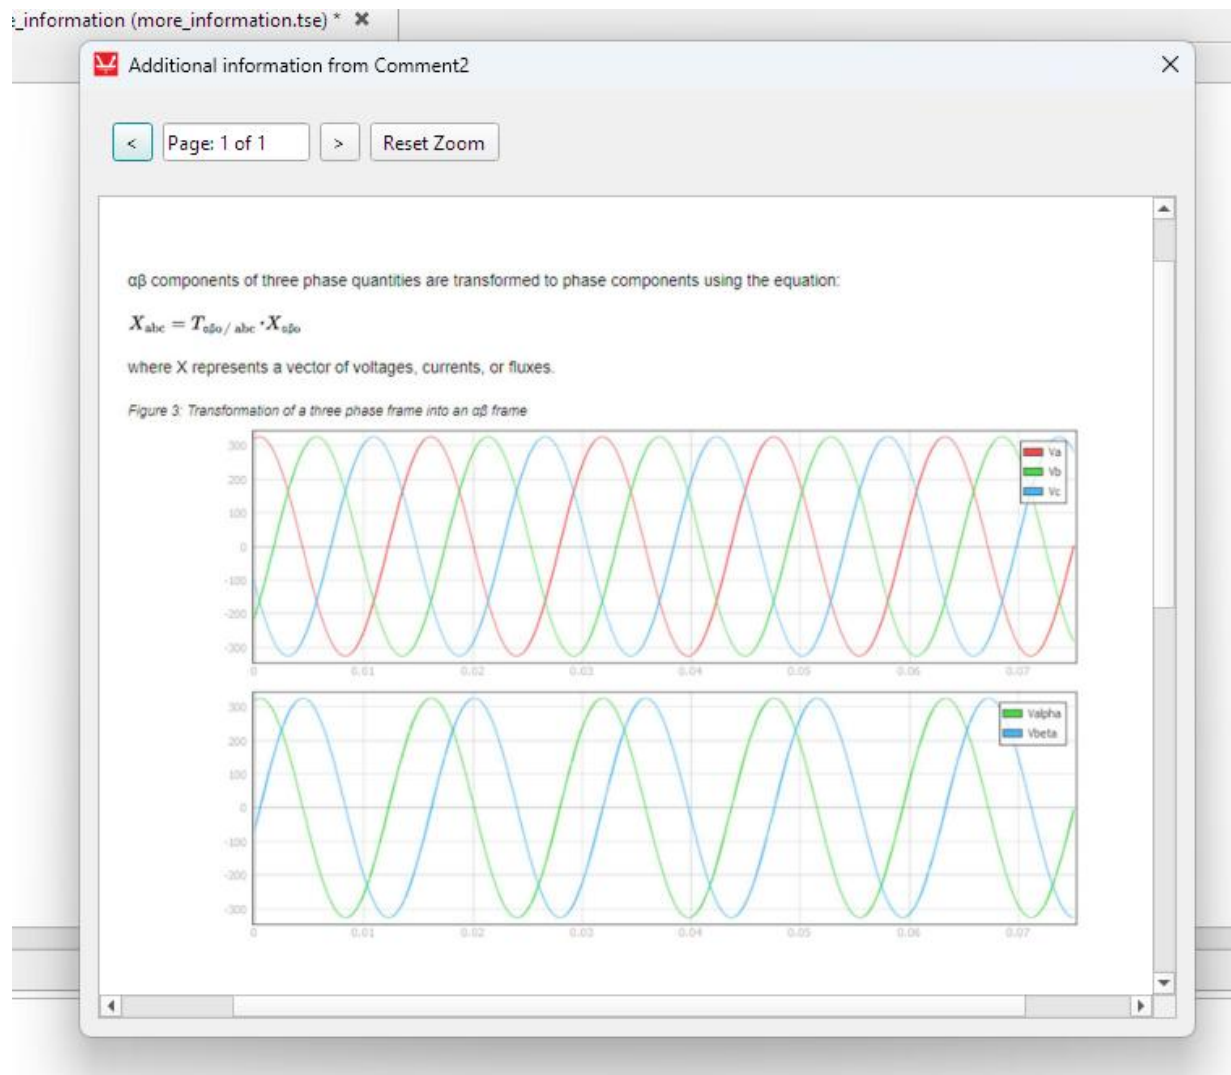 e_information (more_information.tse) * ✖
Additional information from Comment2
< Page: 1 of 1 > Reset Zoom
αβ components of three phase quantities are transformed to phase components using the equation:
X_abc = T_αβo / abc · X_αβo
where X represents a vector of voltages, currents, or fluxes.
Figure 3: Transformation of a three phase frame into an αβ frame
300
200
100
0
-100
-200
-300
0 0.01 0.02 0.03 0.04 0.05 0.06 0.07
Va
Vb
Vc
300
200
100
0
-100
-200
-300
0 0.01 0.02 0.03 0.04 0.05 0.06 0.07
Valpha
Vbeta